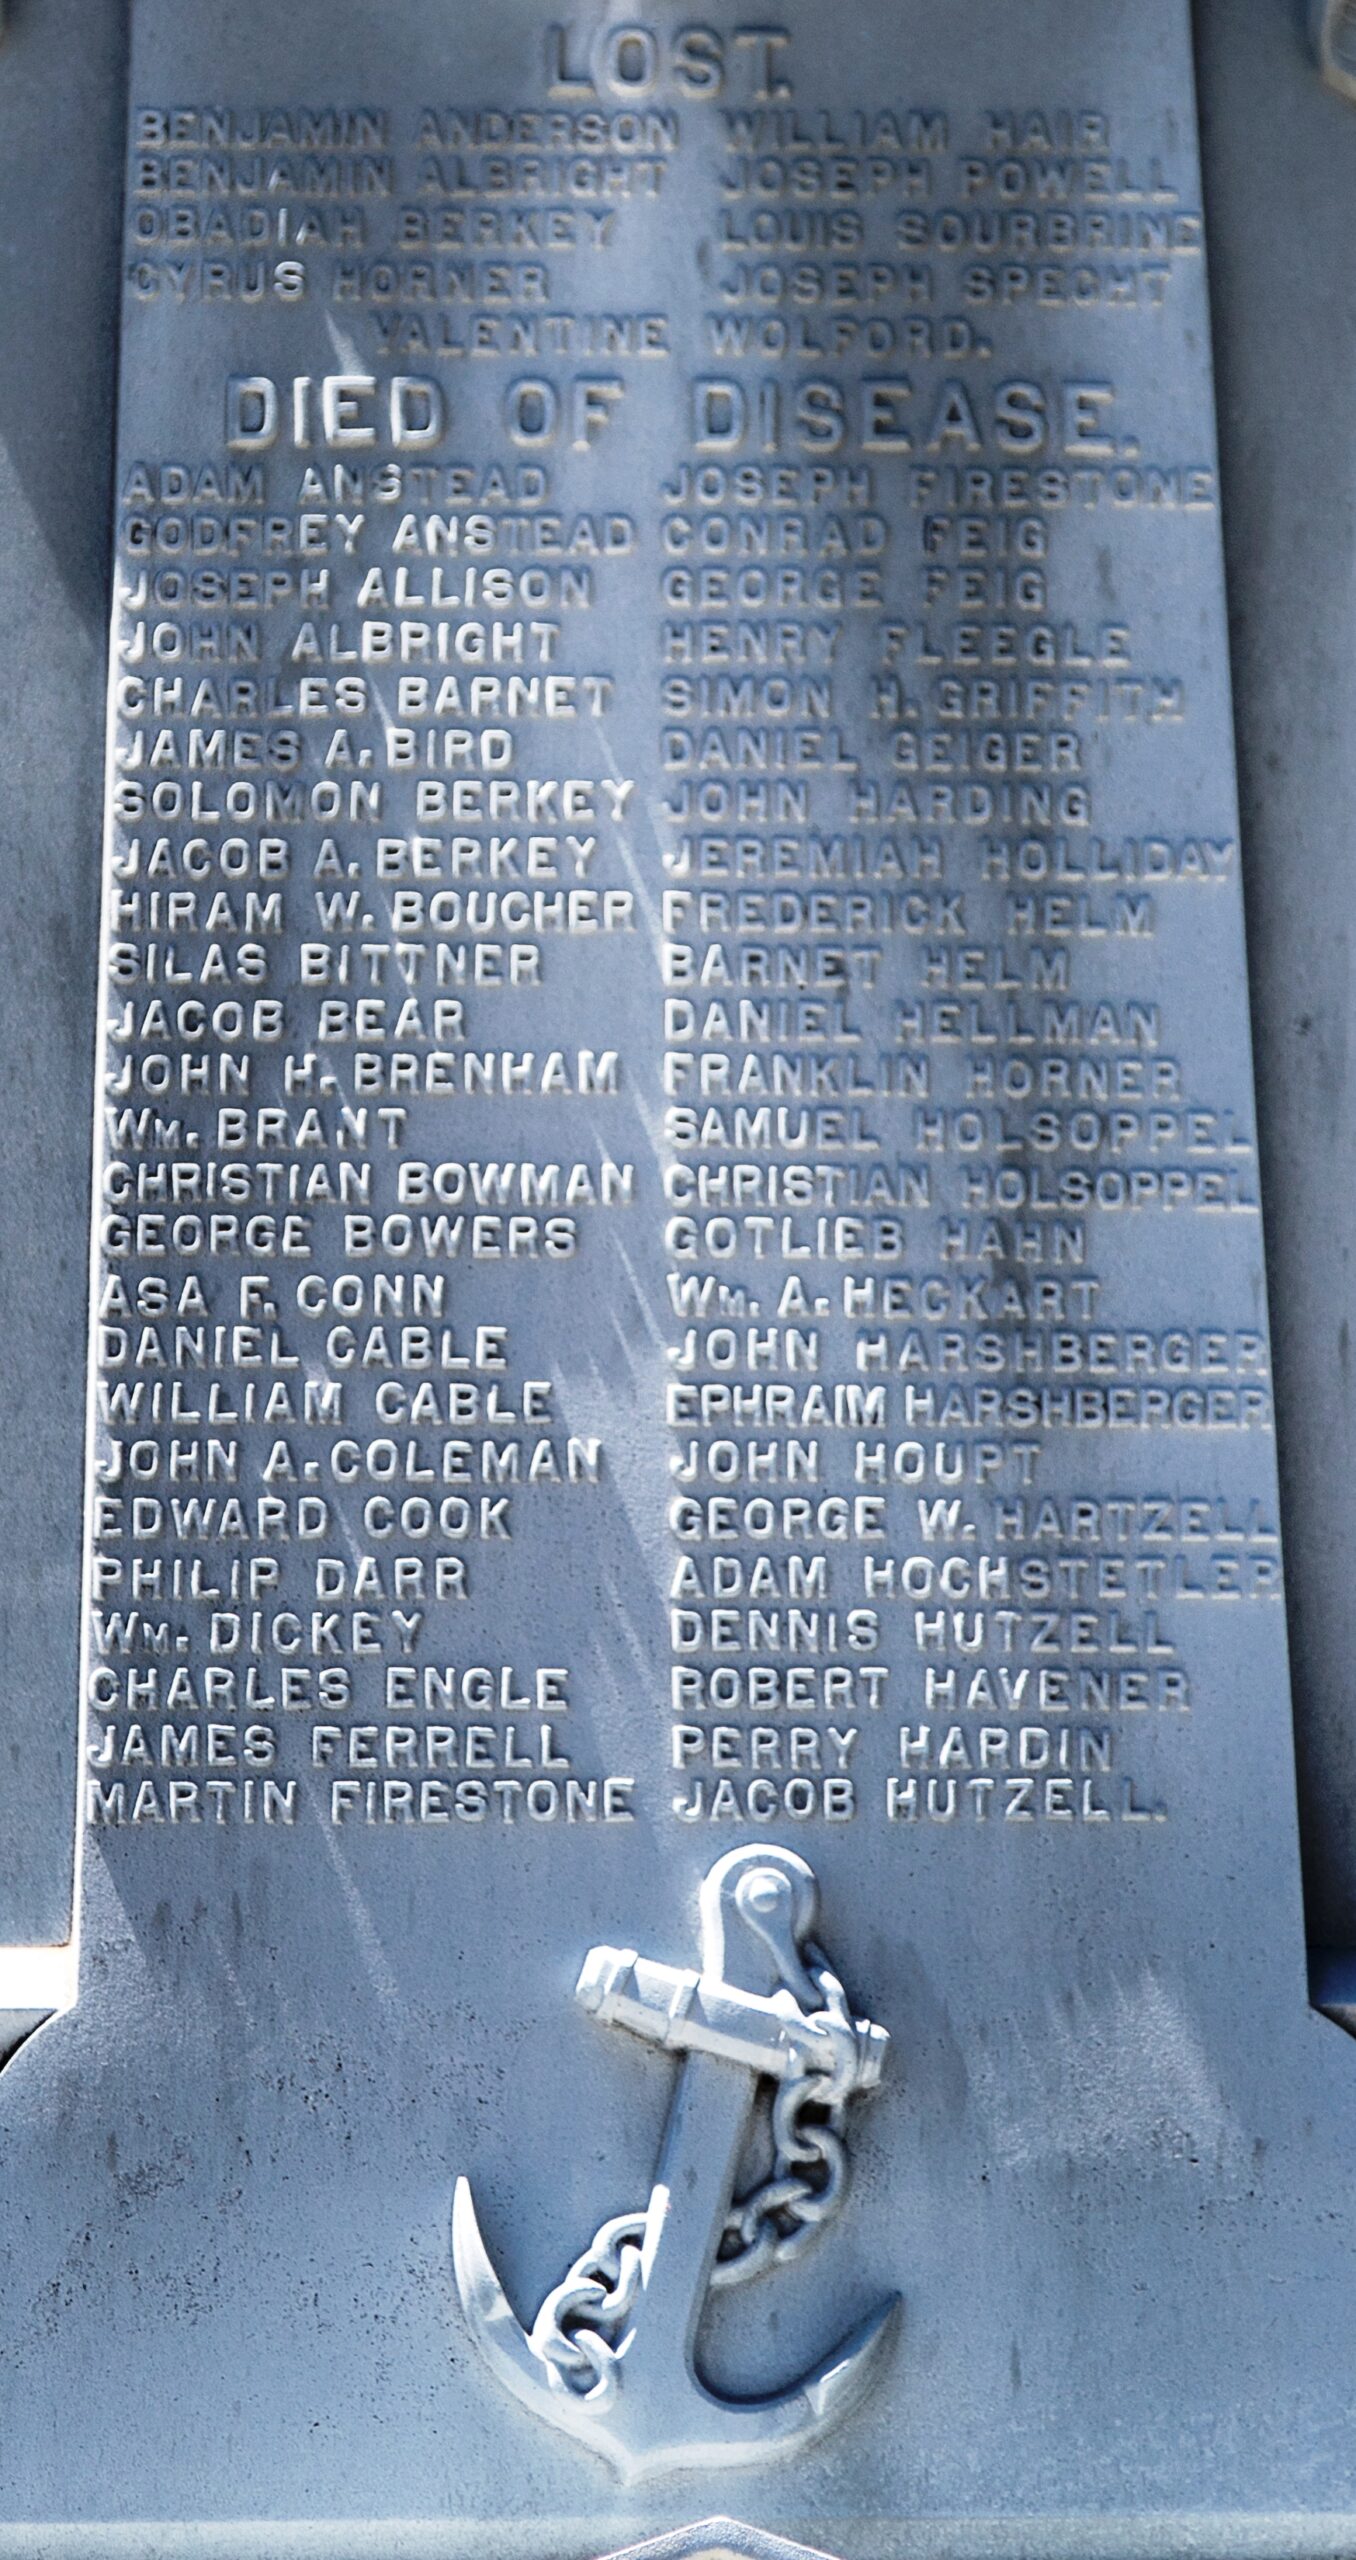 LOST.
BENJAMIN ANDERSON WILLIAM HAIR
BENJAMIN ALBRIGHT JOSEPH POWELL
OBADIAH BERKEY LOUIS SOURBRINE
CYRUS HORNER JOSEPH SPECHT
VALENTINE WOLFORD.
DIED OF DISEASE.
ADAM ANSTEAD JOSEPH FIRESTONE
GODFREY ANSTEAD CONRAD FEIG
JOSEPH ALLISON GEORGE FEIG
JOHN ALBRIGHT HENRY FLEEGLE
CHARLES BARNET SIMON H. GRIFFITH
JAMES A. BIRD DANIEL GEIGER
SOLOMON BERKEY JOHN HARDING
JACOB A. BERKEY JEREMIAH HOLLIDAY
HIRAM W. BOUCHER FREDERICK HELM
SILAS BITTNER BARNET HELM
JACOB BEAR DANIEL HELLMAN
JOHN H. BRENHAM FRANKLIN HORNER
WM. BRANT SAMUEL HOLSOPPEL
CHRISTIAN BOWMAN CHRISTIAN HOLSOPPEL
GEORGE BOWERS GOTLIEB HAHN
ASA F. CONN WM. A. HECKART
DANIEL CABLE JOHN HARSHBERGER
WILLIAM CABLE EPHRAIM HARSHBERGER
JOHN A. COLEMAN JOHN HOUPT
EDWARD COOK GEORGE W. HARTZELL
PHILIP DARR ADAM HOCHSTETLER
WM. DICKEY DENNIS HUTZELL
CHARLES ENGLE ROBERT HAVENER
JAMES FERRELL PERRY HARDIN
MARTIN FIRESTONE JACOB HUTZELL.